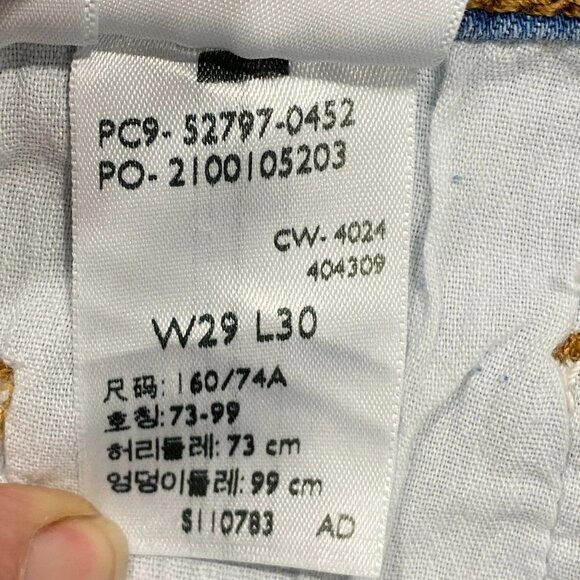 PC9- 52797-0452
PO- 2100105203
CW- 4024
404309
W29 L30
尺码: 160/74A
호칭: 73-99
허리둘레: 73 cm
엉덩이둘레: 99 cm
S110783 AD